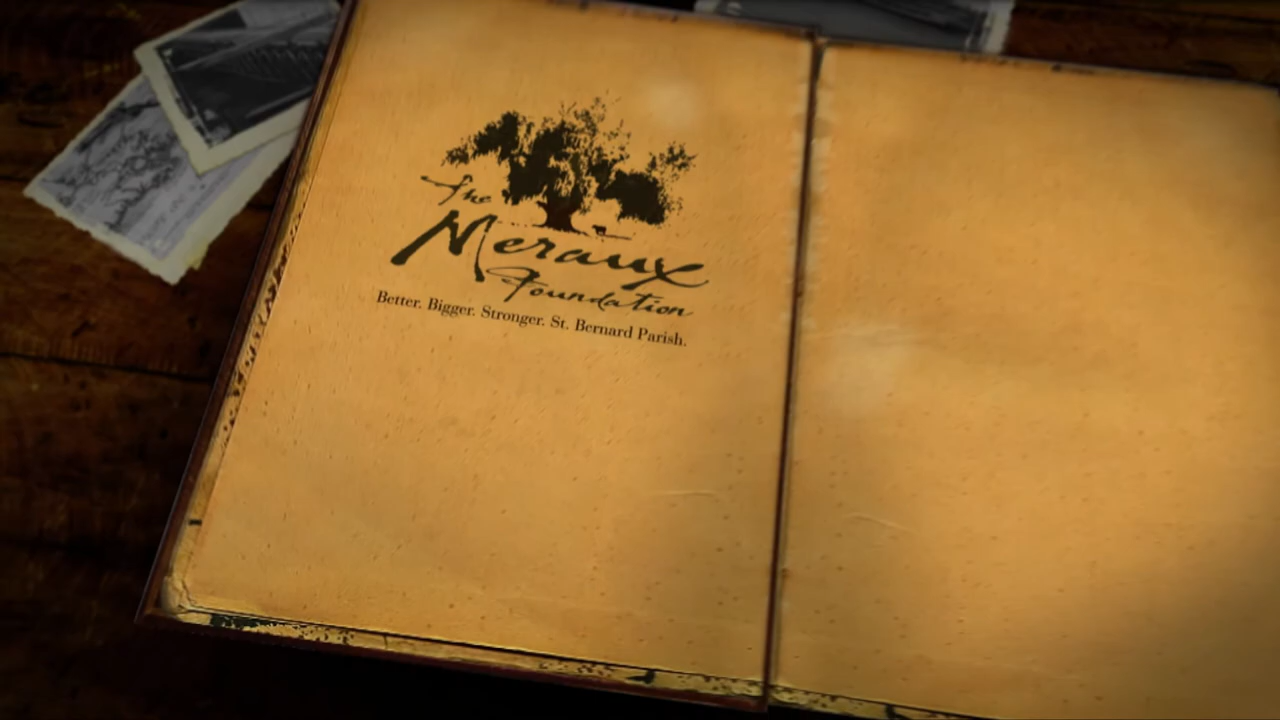 The
Meraux
Foundation
Better. Bigger. Stronger. St. Bernard Parish.